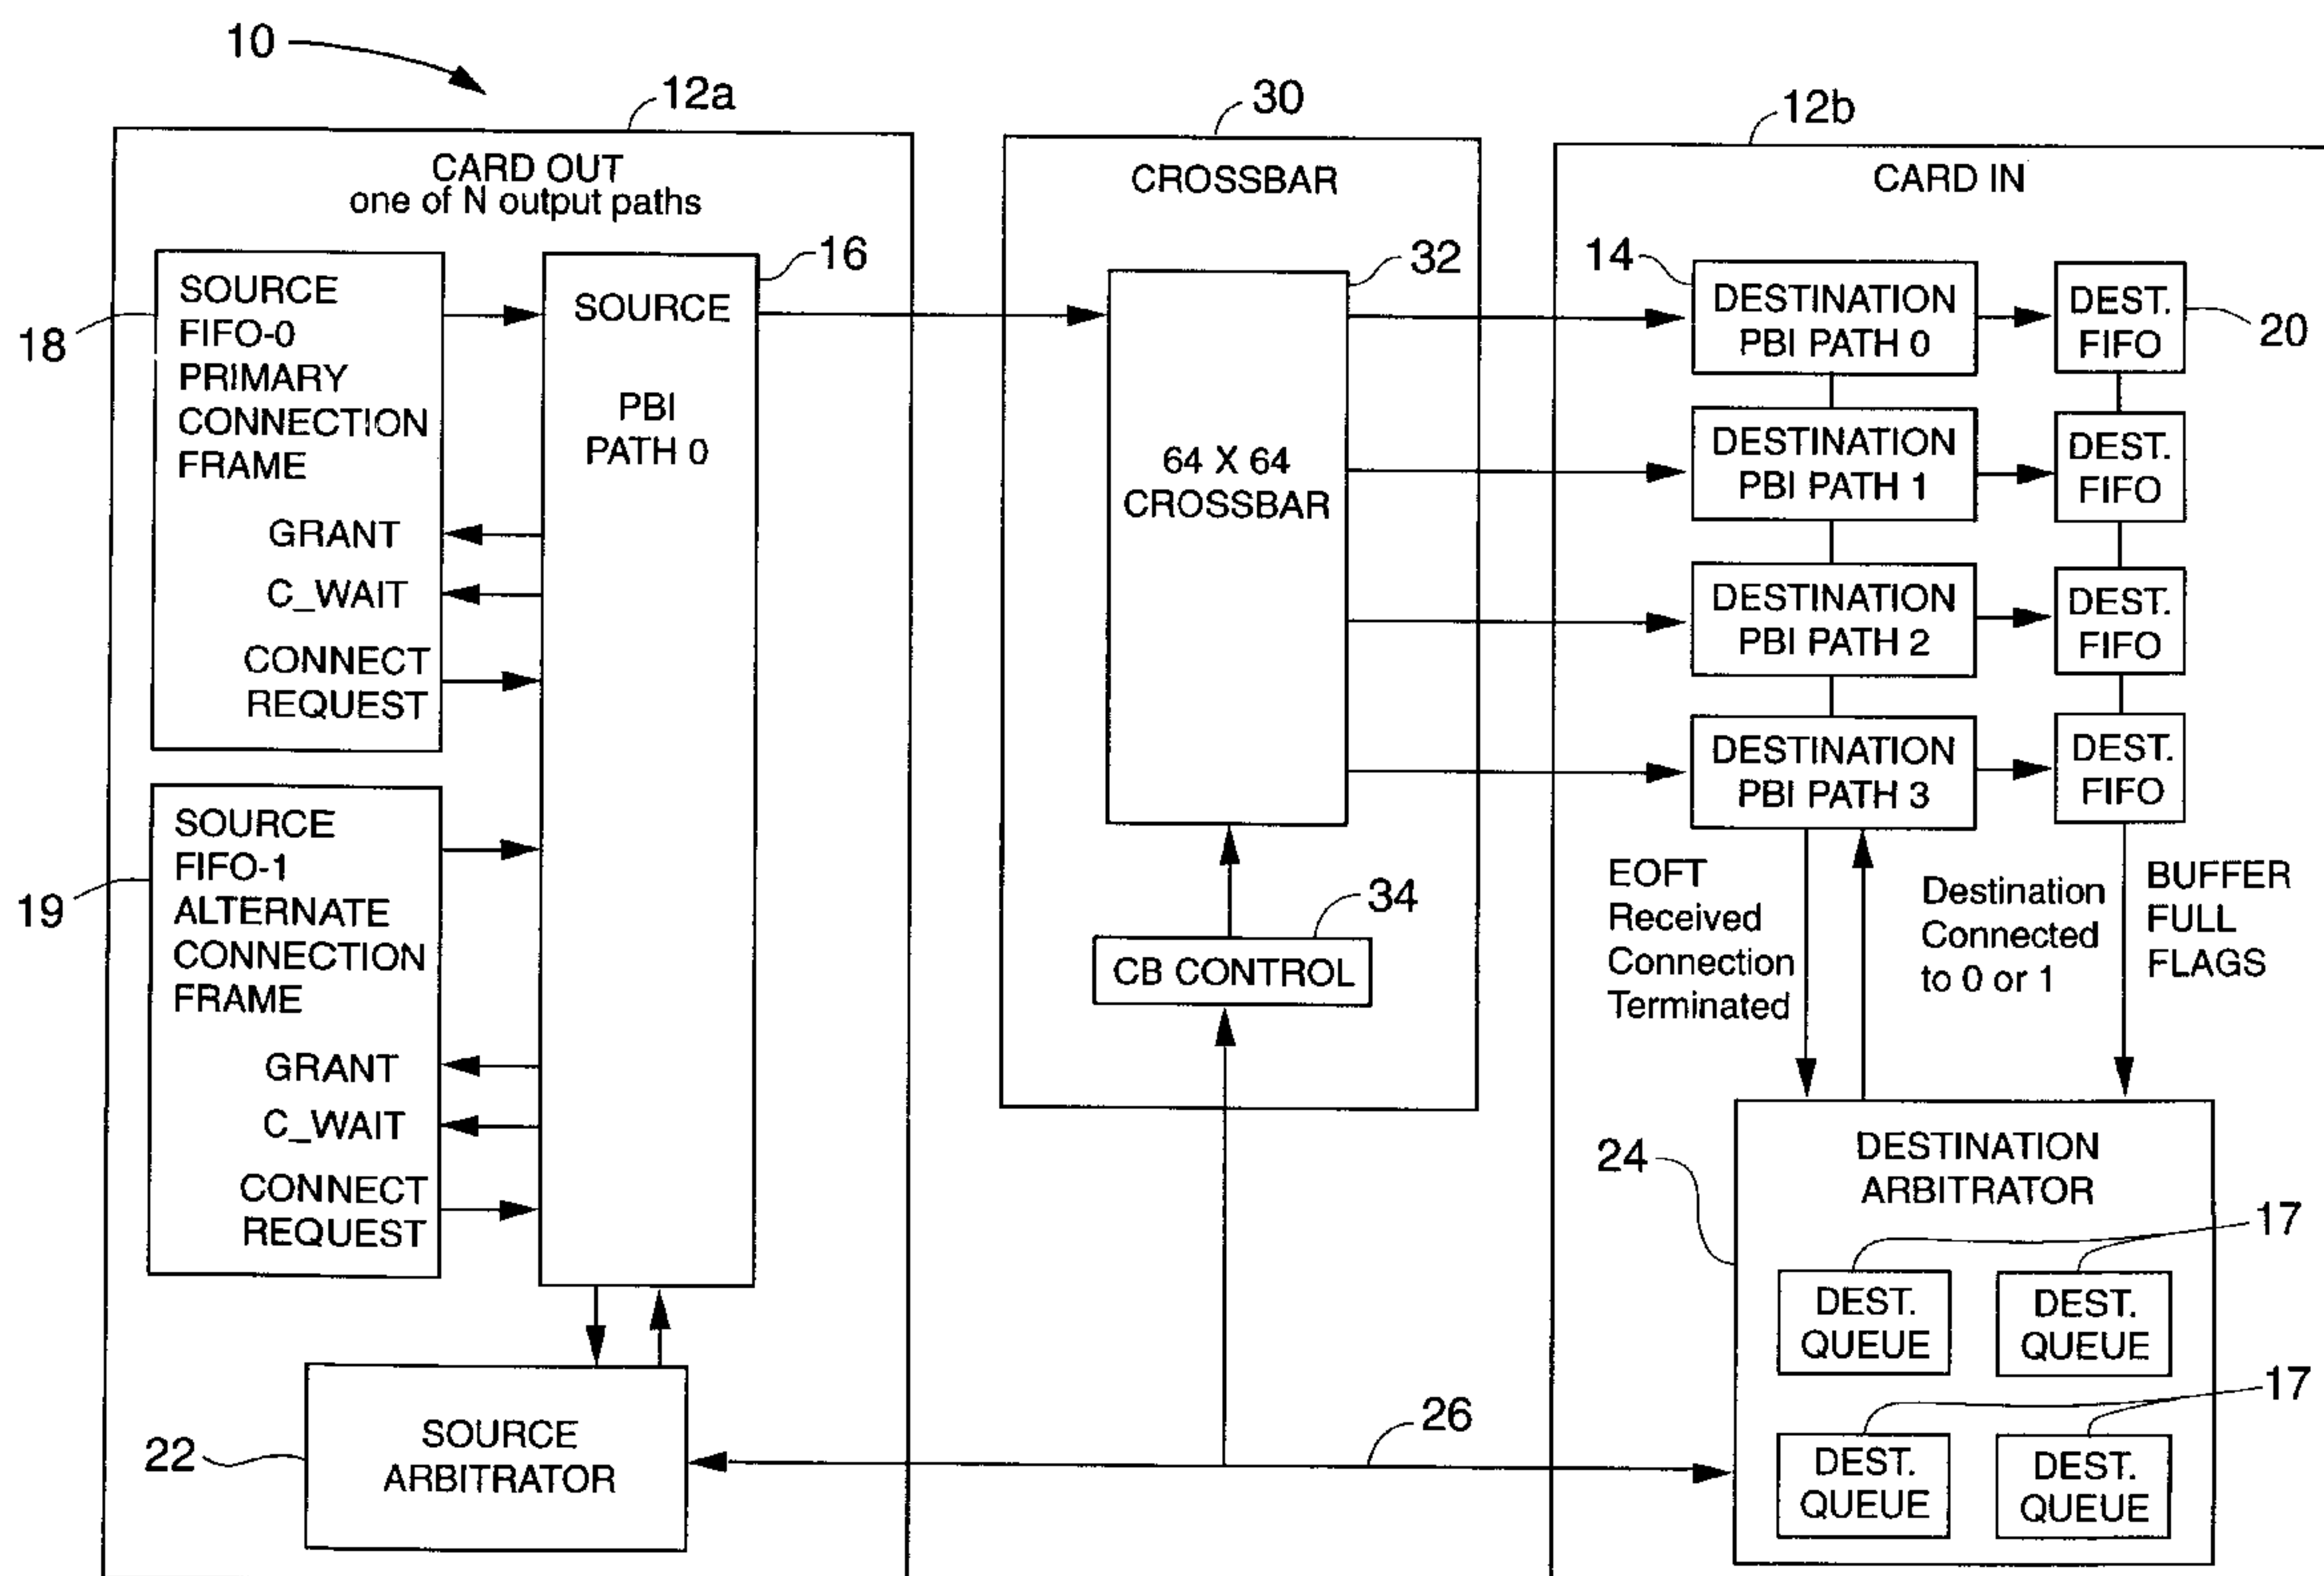 10
12a
CARD OUT
one of N output paths
18
SOURCE
FIFO-0
PRIMARY
CONNECTION
FRAME
GRANT
C_WAIT
CONNECT
REQUEST
16
SOURCE
PBI
PATH 0
19
SOURCE
FIFO-1
ALTERNATE
CONNECTION
FRAME
GRANT
C_WAIT
CONNECT
REQUEST
22
SOURCE
ARBITRATOR
30
CROSSBAR
32
64 X 64
CROSSBAR
34
CB CONTROL
26
12b
CARD IN
14
DESTINATION
PBI PATH 0
DEST.
FIFO
20
DESTINATION
PBI PATH 1
DEST.
FIFO
DESTINATION
PBI PATH 2
DEST.
FIFO
DESTINATION
PBI PATH 3
DEST.
FIFO
EOFT
Received
Connection
Terminated
Destination
Connected
to 0 or 1
BUFFER
FULL
FLAGS
24
DESTINATION
ARBITRATOR
17
DEST.
QUEUE
DEST.
QUEUE
17
DEST.
QUEUE
DEST.
QUEUE